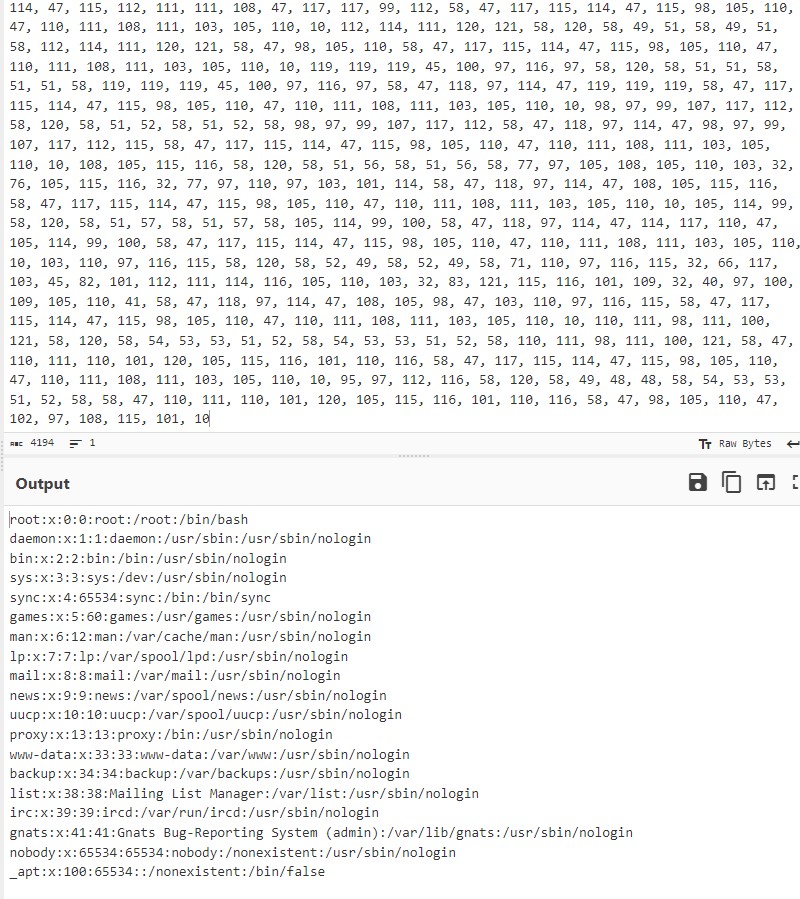 114, 47, 115, 112, 111, 111, 108, 47, 117, 117, 99, 112, 58, 47, 117, 115, 114, 47, 115, 98, 105, 110,
47, 110, 111, 108, 111, 103, 105, 110, 10, 112, 114, 111, 120, 121, 58, 120, 58, 49, 51, 58, 49, 51,
58, 112, 114, 111, 120, 121, 58, 47, 98, 105, 110, 58, 47, 117, 115, 114, 47, 115, 98, 105, 110, 47,
110, 111, 108, 111, 103, 105, 110, 10, 119, 119, 119, 45, 100, 97, 116, 97, 58, 120, 58, 51, 51, 58,
51, 51, 58, 119, 119, 119, 45, 100, 97, 116, 97, 58, 47, 118, 97, 114, 47, 119, 119, 119, 58, 47, 117,
115, 114, 47, 115, 98, 105, 110, 47, 110, 111, 108, 111, 103, 105, 110, 10, 98, 97, 99, 107, 117, 112,
58, 120, 58, 51, 52, 58, 51, 52, 58, 98, 97, 99, 107, 117, 112, 58, 47, 118, 97, 114, 47, 98, 97, 99,
107, 117, 112, 115, 58, 47, 117, 115, 114, 47, 115, 98, 105, 110, 47, 110, 111, 108, 111, 103, 105,
110, 10, 108, 105, 115, 116, 58, 120, 58, 51, 56, 58, 51, 56, 58, 77, 97, 105, 108, 105, 110, 103, 32,
76, 105, 115, 116, 32, 77, 97, 110, 97, 103, 101, 114, 58, 47, 118, 97, 114, 47, 108, 105, 115, 116,
58, 47, 117, 115, 114, 47, 115, 98, 105, 110, 47, 110, 111, 108, 111, 103, 105, 110, 10, 105, 114, 99,
58, 120, 58, 51, 57, 58, 51, 57, 58, 105, 114, 99, 100, 58, 47, 118, 97, 114, 47, 114, 117, 110, 47,
105, 114, 99, 100, 58, 47, 117, 115, 114, 47, 115, 98, 105, 110, 47, 110, 111, 108, 111, 103, 105, 110,
10, 103, 110, 97, 116, 115, 58, 120, 58, 52, 49, 58, 52, 49, 58, 71, 110, 97, 116, 115, 32, 66, 117,
103, 45, 82, 101, 112, 111, 114, 116, 105, 110, 103, 32, 83, 121, 115, 116, 101, 109, 32, 40, 97, 100,
109, 105, 110, 41, 58, 47, 118, 97, 114, 47, 108, 105, 98, 47, 103, 110, 97, 116, 115, 58, 47, 117,
115, 114, 47, 115, 98, 105, 110, 47, 110, 111, 108, 111, 103, 105, 110, 10, 110, 111, 98, 111, 100,
121, 58, 120, 58, 54, 53, 53, 51, 52, 58, 54, 53, 53, 51, 52, 58, 110, 111, 98, 111, 100, 121, 58, 47,
110, 111, 110, 101, 120, 105, 115, 116, 101, 110, 116, 58, 47, 117, 115, 114, 47, 115, 98, 105, 110,
47, 110, 111, 108, 111, 103, 105, 110, 10, 95, 97, 112, 116, 58, 120, 58, 49, 48, 48, 58, 54, 53, 53,
51, 52, 58, 58, 47, 110, 111, 110, 101, 120, 105, 115, 116, 101, 110, 116, 58, 47, 98, 105, 110, 47,
102, 97, 108, 115, 101, 10
ABC 4194 1 Tт Raw Bytes
Output
root:x:0:0:root:/root:/bin/bash
daemon:x:1:1:daemon:/usr/sbin:/usr/sbin/nologin
bin:x:2:2:bin:/bin:/usr/sbin/nologin
sys:x:3:3:sys:/dev:/usr/sbin/nologin
sync:x:4:65534:sync:/bin:/bin/sync
games:x:5:60:games:/usr/games:/usr/sbin/nologin
man:x:6:12:man:/var/cache/man:/usr/sbin/nologin
lp:x:7:7:lp:/var/spool/lpd:/usr/sbin/nologin
mail:x:8:8:mail:/var/mail:/usr/sbin/nologin
news:x:9:9:news:/var/spool/news:/usr/sbin/nologin
uucp:x:10:10:uucp:/var/spool/uucp:/usr/sbin/nologin
proxy:x:13:13:proxy:/bin:/usr/sbin/nologin
www-data:x:33:33:www-data:/var/www:/usr/sbin/nologin
backup:x:34:34:backup:/var/backups:/usr/sbin/nologin
list:x:38:38:Mailing List Manager:/var/list:/usr/sbin/nologin
irc:x:39:39:ircd:/var/run/ircd:/usr/sbin/nologin
gnats:x:41:41:Gnats Bug-Reporting System (admin):/var/lib/gnats:/usr/sbin/nologin
nobody:x:65534:65534:nobody:/nonexistent:/usr/sbin/nologin
_apt:x:100:65534::/nonexistent:/bin/false